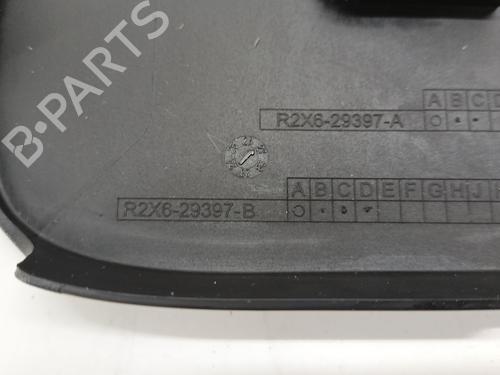 B-PARTS
A B C D
R2X6-29397-A
A B C D E F G H J
R2X6-29397-B